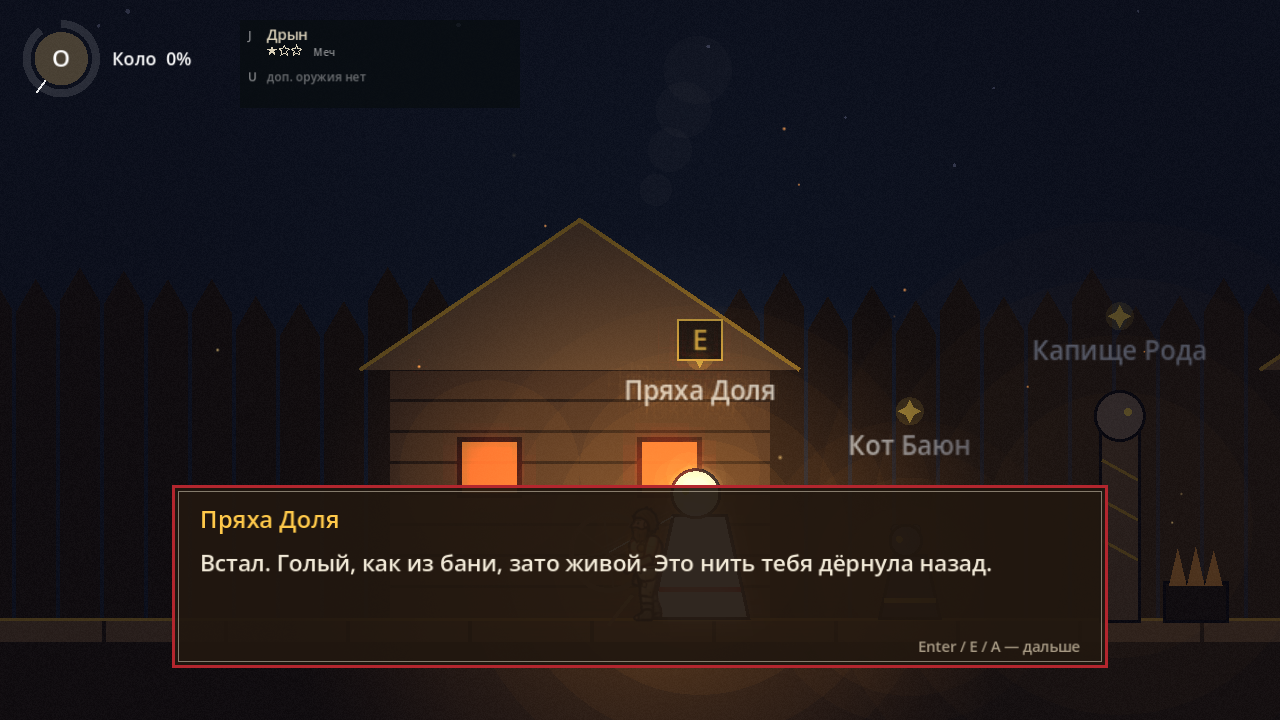 О
Коло 0%
J Дрын
★☆☆ Меч
U доп. оружия нет
E
Пряха Доля
Кот Баюн
Капище Рода
Пряха Доля
Встал. Голый, как из бани, зато живой. Это нить тебя дёрнула назад.
Enter / E / A — дальше